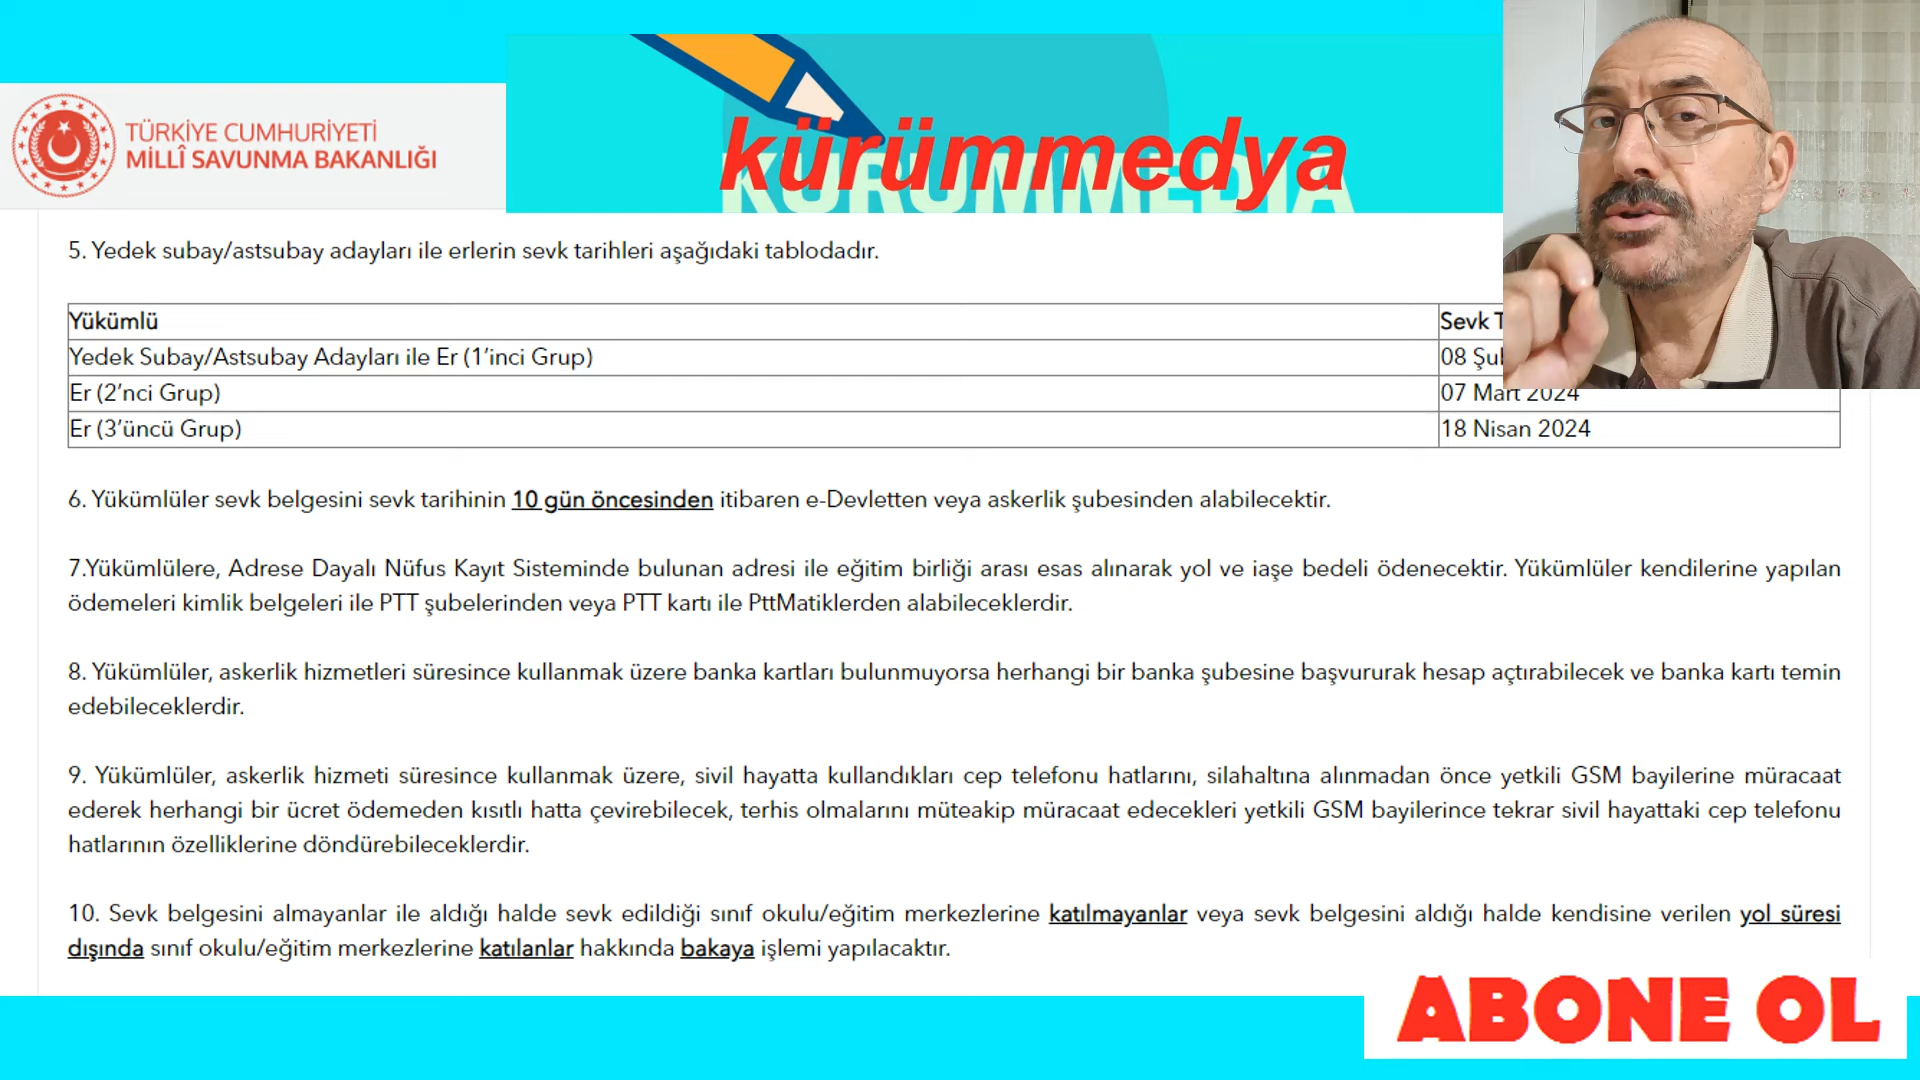 TÜRKİYE CUMHURİYETİ
MİLLÎ SAVUNMA BAKANLIĞI
kürümmedya
KURUMMEDIA
5. Yedek subay/astsubay adayları ile erlerin sevk tarihleri aşağıdaki tablodadır.
Yükümlü Sevk
Yedek Subay/Astsubay Adayları ile Er (1’inci Grup) 08
Er (2’nci Grup) 07 Mart 2024
Er (3’üncü Grup) 18 Nisan 2024
6. Yükümlüler sevk belgesini sevk tarihinin 10 gün öncesinden itibaren e-Devletten veya askerlik şubesinden alabilecektir.
7.Yükümlülere, Adrese Dayalı Nüfus Kayıt Sisteminde bulunan adresi ile eğitim birliği arası esas alınarak yol ve iaşe bedeli ödenecektir. Yükümlüler kendilerine yapılan
ödemeleri kimlik belgeleri ile PTT şubelerinden veya PTT kartı ile PttMatiklerden alabileceklerdir.
8. Yükümlüler, askerlik hizmetleri süresince kullanmak üzere banka kartları bulunmuyorsa herhangi bir banka şubesine başvururak hesap açtırabilecek ve banka kartı temin
edebileceklerdir.
9. Yükümlüler, askerlik hizmeti süresince kullanmak üzere, sivil hayatta kullandıkları cep telefonu hatlarını, silahaltına alınmadan önce yetkili GSM bayilerine müracaat
ederek herhangi bir ücret ödemeden kısıtlı hatta çevirebilecek, terhis olmalarını müteakip müracaat edecekleri yetkili GSM bayilerince tekrar sivil hayattaki cep telefonu
hatlarının özelliklerine döndürebileceklerdir.
10. Sevk belgesini almayanlar ile aldığı halde sevk edildiği sınıf okulu/eğitim merkezlerine katılmayanlar veya sevk belgesini aldığı halde kendisine verilen yol süresi
dışında sınıf okulu/eğitim merkezlerine katılanlar hakkında bakaya işlemi yapılacaktır.
ABONE OL